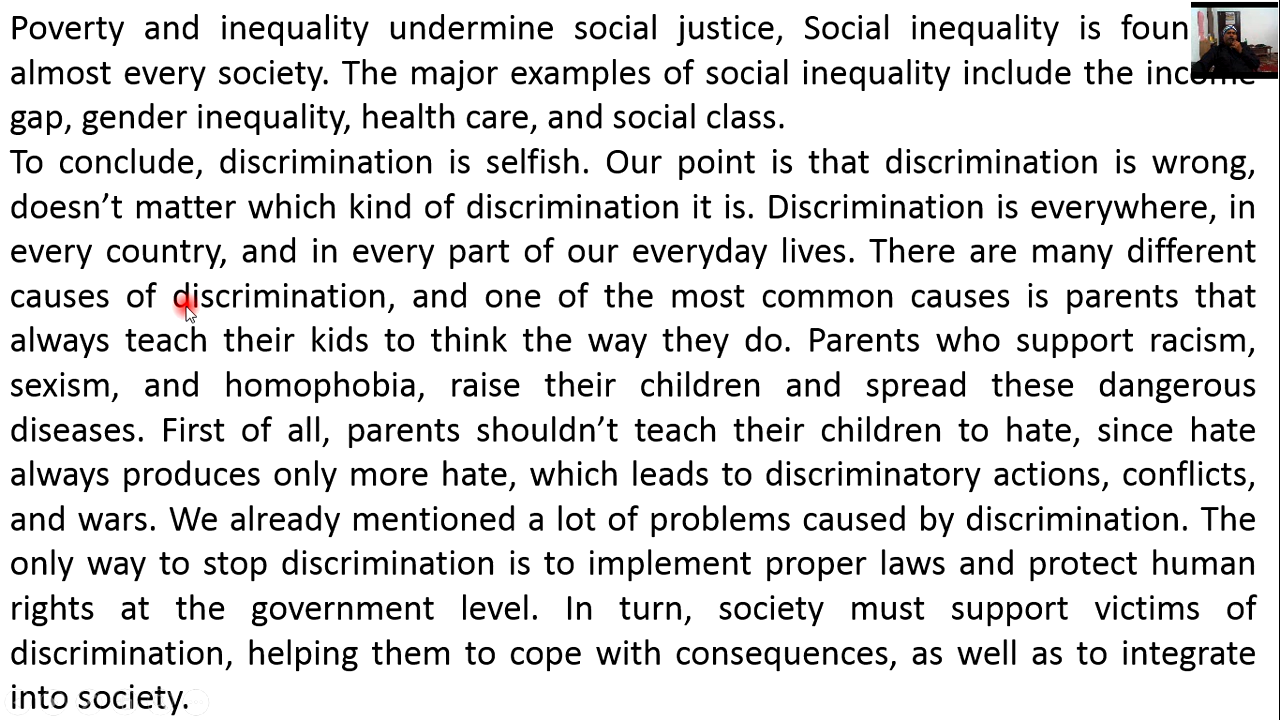 Poverty and inequality undermine social justice, Social inequality is foun
almost every society. The major examples of social inequality include the income
gap, gender inequality, health care, and social class.
To conclude, discrimination is selfish. Our point is that discrimination is wrong,
doesn’t matter which kind of discrimination it is. Discrimination is everywhere, in
every country, and in every part of our everyday lives. There are many different
causes of discrimination, and one of the most common causes is parents that
always teach their kids to think the way they do. Parents who support racism,
sexism, and homophobia, raise their children and spread these dangerous
diseases. First of all, parents shouldn’t teach their children to hate, since hate
always produces only more hate, which leads to discriminatory actions, conflicts,
and wars. We already mentioned a lot of problems caused by discrimination. The
only way to stop discrimination is to implement proper laws and protect human
rights at the government level. In turn, society must support victims of
discrimination, helping them to cope with consequences, as well as to integrate
into society.